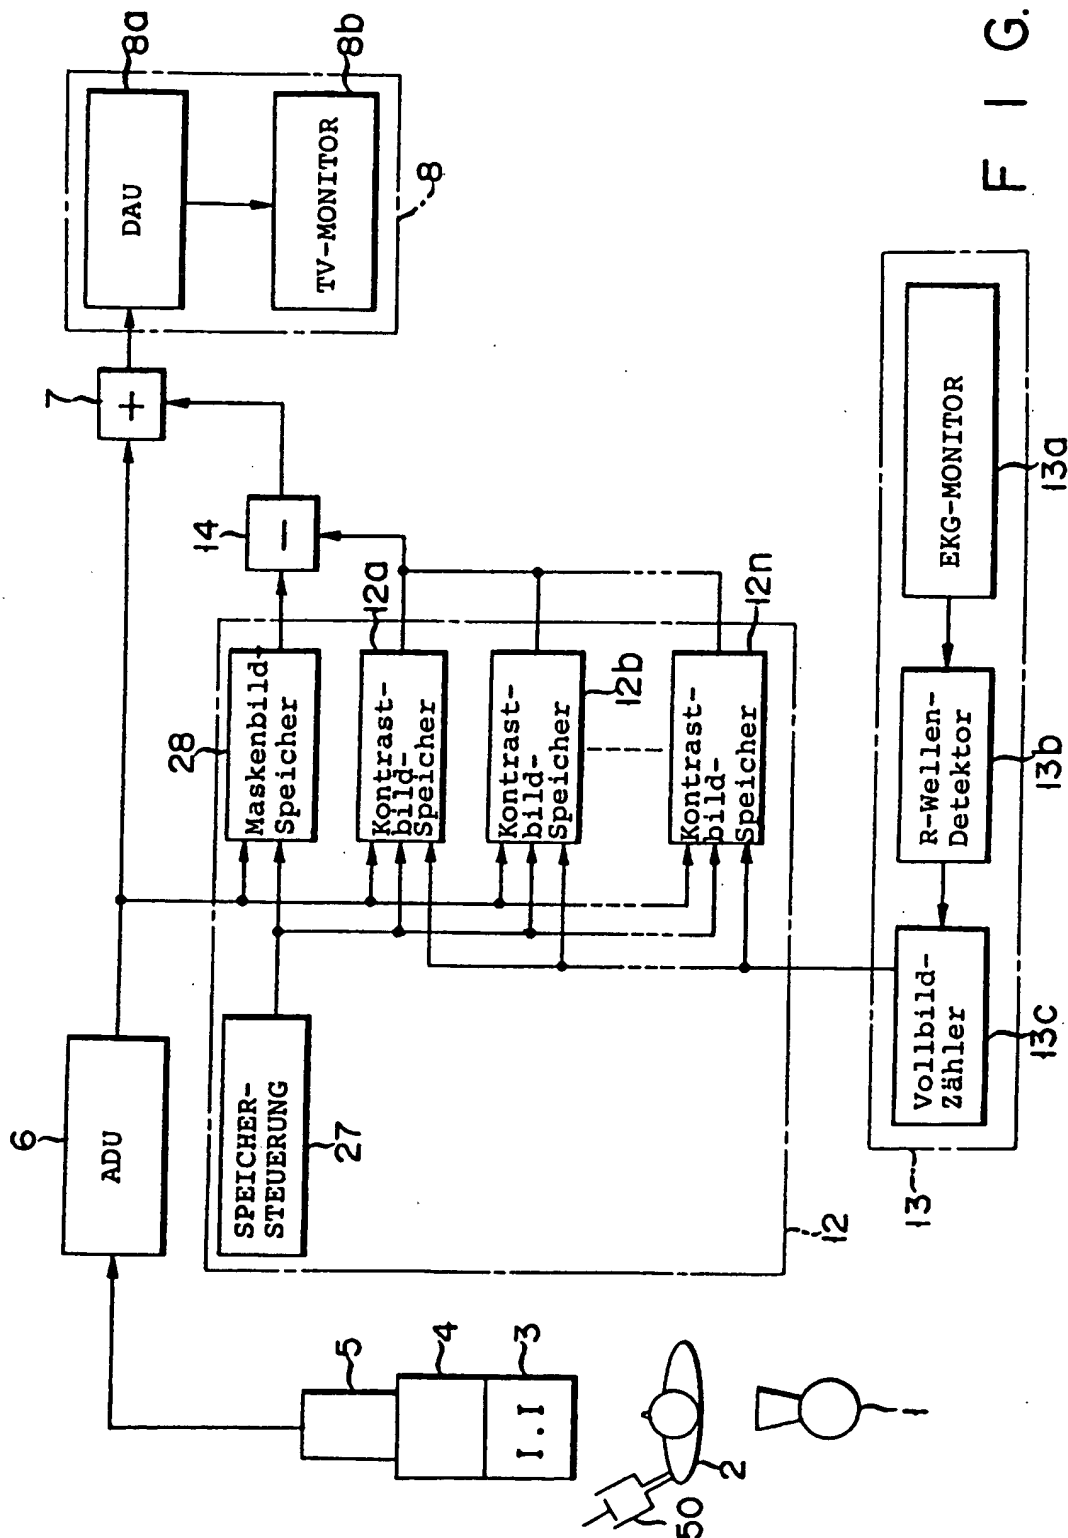 8a
DAU
TV-MONITOR
8b
8
7
+
14
−
6
ADU
28
Maskenbild-
Speicher
12a
Kontrast-
bild-
Speicher
12b
Kontrast-
bild-
Speicher
12n
Kontrast-
bild-
Speicher
SPEICHER-
STEUERUNG
27
12
EKG-MONITOR
13a
R-Wellen-
Detektor
13b
Vollbild-
Zähler
13c
13
5
4
3
I.I
2
50
1
FIG.